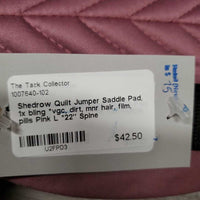 The Tack Collector
1007640-102
Shedrow Quilt Jumper Saddle Pad,
1x bling *vgc, dirt, mnr hair, film,
pills Pink L *22" Spine
$42.50
U2FPD3